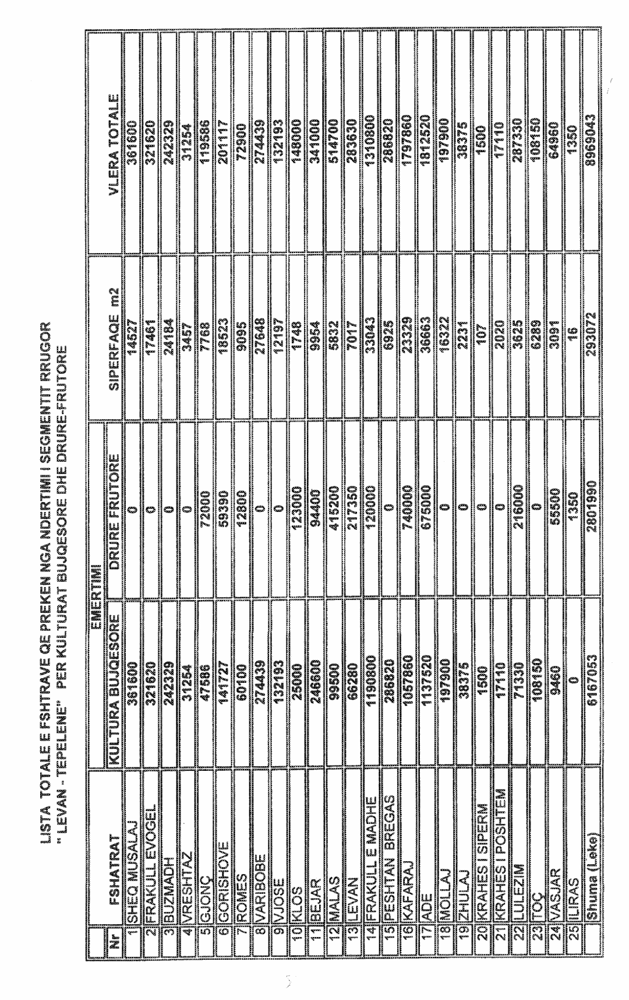 LISTA TOTALE E FSHTRAVE QE PREKEN NGA NDERTIMI I SEGMENTIT RRUGOR
" LEVAN - TEPELENE" PER KULTURAT BUJQESORE DHE DRURE-FRUTORE
EMERTIMI
Nr FSHATRAT KULTURA BPUJQESORE DRURE FRUTORE SIPERFAQE m2 VLERA TOTALE
1 SHEQ MUSALAJ 361600 0 14527 361600
2 FRAKULL EVOGEL 321620 0 17461 321620
3 BUZMADH 242329 0 24184 242329
4 VRESHTAZ 31254 0 3457 31254
5 GJONÇ 47586 72000 7768 119586
6 GORISHOVE 141727 59390 18523 201117
7 ROMES 60100 12800 9095 72900
8 VARIBOBE 274439 0 27648 274439
9 VJOSE 132193 0 12197 132193
10 KLOS 25000 123000 1748 148000
11 BEJAR 246600 94400 9954 341000
12 MALAS 99500 415200 5832 514700
13 LEVAN 66280 217350 7017 283630
14 FRAKULL E MADHE 1190800 120000 33043 1310800
15 PESHTAN BREGAS 286820 0 6925 286820
16 KAFARAJ 1057860 740000 23329 1797860
17 ADE 1137520 675000 36663 1812520
18 MOLLAJ 197900 0 16322 197900
19 ZHULAJ 38375 0 2231 38375
20 KRAHES I SIPERM 1500 0 107 1500
21 KRAHES I POSHTEM 17110 0 2020 17110
22 LULEZIM 71330 216000 3625 287330
23 TOÇ 108150 0 6289 108150
24 VASJAR 9460 55500 3091 64960
25 ILIRAS 0 1350 16 1350
Shuma (Leke) 6167053 2801990 293072 8969043